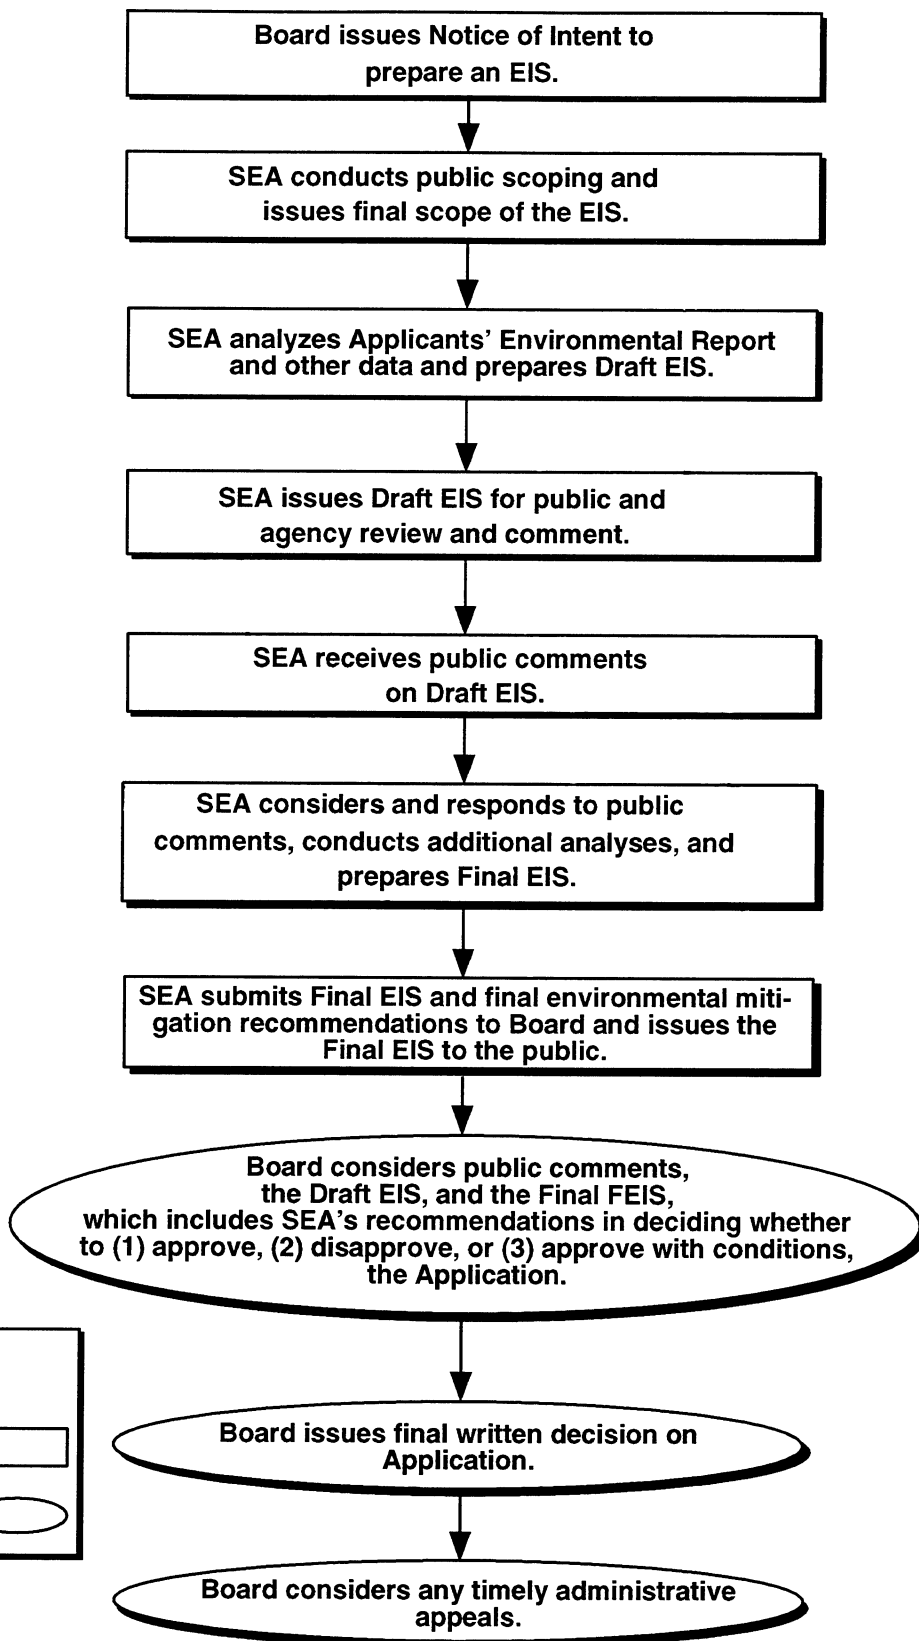 Board issues Notice of Intent to
prepare an EIS.
SEA conducts public scoping and
issues final scope of the EIS.
SEA analyzes Applicants' Environmental Report
and other data and prepares Draft EIS.
SEA issues Draft EIS for public and
agency review and comment.
SEA receives public comments
on Draft EIS.
SEA considers and responds to public
comments, conducts additional analyses, and
prepares Final EIS.
SEA submits Final EIS and final environmental miti-
gation recommendations to Board and issues the
Final EIS to the public.
Board considers public comments,
the Draft EIS, and the Final FEIS,
which includes SEA's recommendations in deciding whether
to (1) approve, (2) disapprove, or (3) approve with conditions,
the Application.
Board issues final written decision on
Application.
Board considers any timely administrative
appeals.